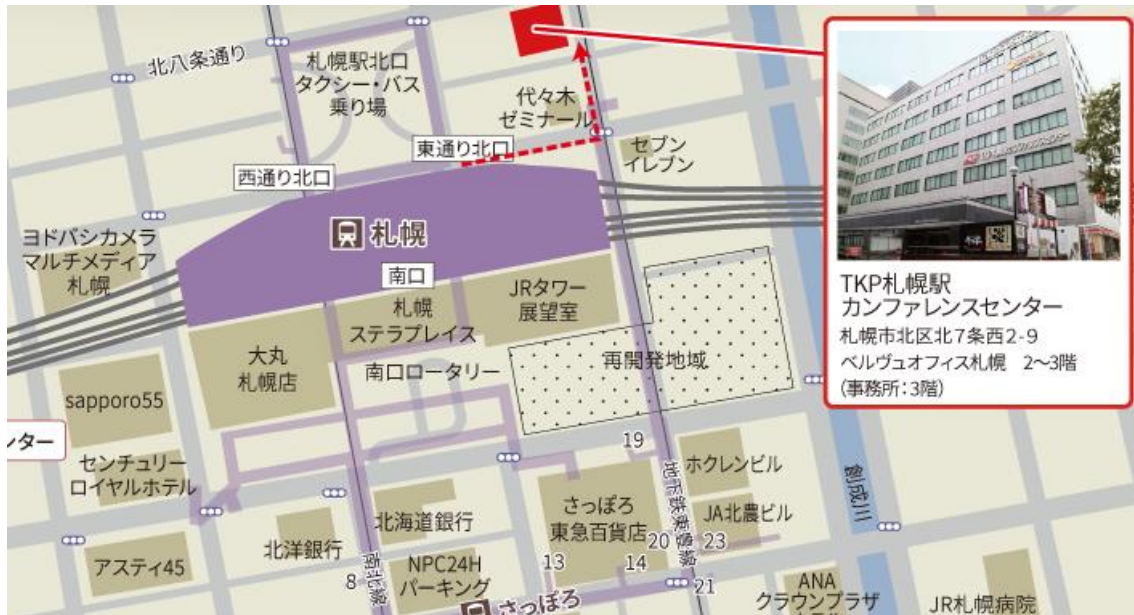 北八条通り
札幌駅北口
タクシー・バス
乗り場
代々木
ゼミナール
東通り北口
セブン
イレブン
西通り北口
ヨドバシカメラ
マルチメディア
札幌
札幌
南口
札幌
ステラプレイス
JRタワー
展望室
大丸
札幌店
南口ロータリー
再開発地域
sapporo55
ンター
センチュリー
ロイヤルホテル
19
ホクレンビル
地下鉄東豊線
創成川
さっぽろ
東急百貨店
JA北農ビル
北海道銀行
北洋銀行
20
23
アスティ45
8
南北線
NPC24H
パーキング
13
14
21
さっぽろ
ANA
クラウンプラザ
JR札幌病院
TKP札幌駅
カンファレンスセンター
札幌市北区北7条西2-9
ベルヴュオフィス札幌 2〜3階
(事務所:3階)